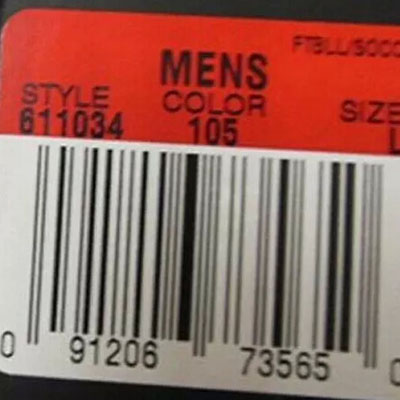 FTBLL/SOCC
MENS
STYLE COLOR SIZE
611034 105 L
0 91206 73565 0